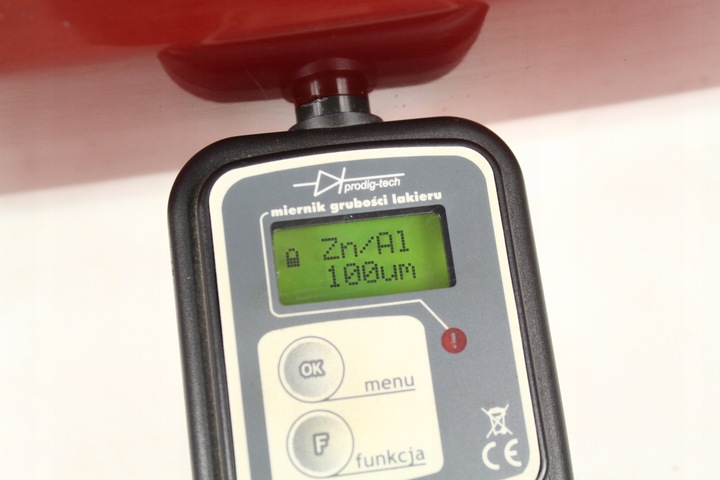 prodig-tech
miernik grubości lakieru
Zn/Al
100um
!
OK
menu
F
funkcja
CE